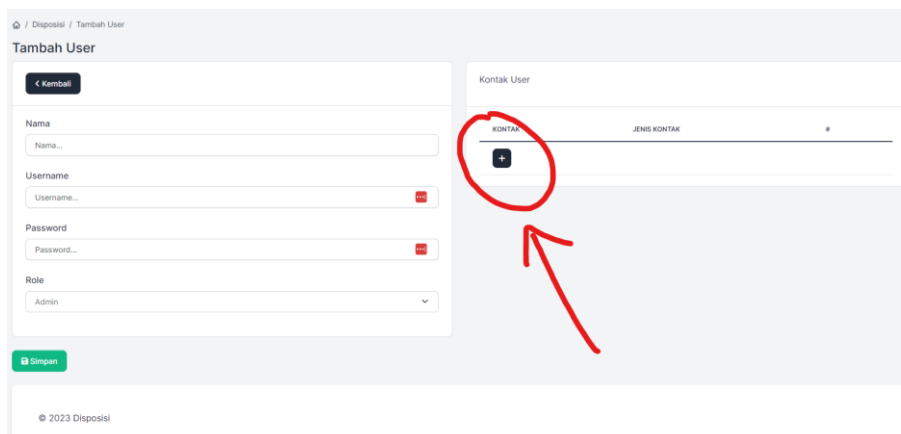 / Disposisi / Tambah User
Tambah User
< Kembali
Nama
Nama...
Username
Username...
Password
Password...
Role
Admin
Simpan
Kontak User
KONTAK JENIS KONTAK #
+
© 2023 Disposisi